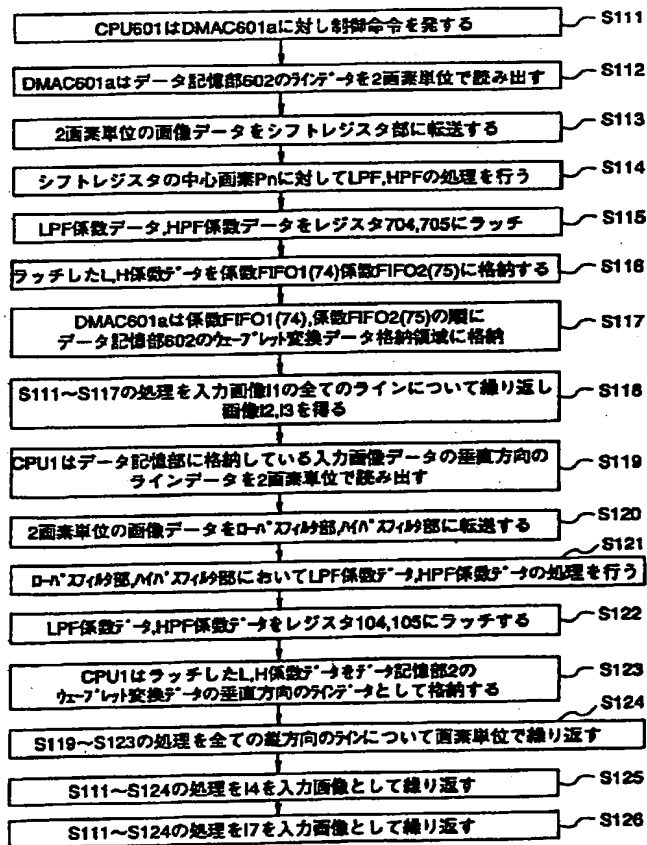 CPU601はDMAC601aに対し制御命令を発する
S111
DMAC601aはデータ記憶部602のラインデータを2画素単位で読み出す
S112
2画素単位の画像データをシフトレジスタ部に転送する
S113
シフトレジスタの中心画素Pnに対してLPF,HPFの処理を行う
S114
LPF係数データ,HPF係数データをレジスタ704,705にラッチ
S115
ラッチしたL,H係数データを係数FIFO1(74)係数FIFO2(75)に格納する
S116
DMAC601aは係数FIFO1(74),係数FIFO2(75)の順に
データ記憶部602のウェーブレット変換データ格納領域に格納
S117
S111～S117の処理を入力画像I1の全てのラインについて繰り返し
画像I2,I3を得る
S118
CPU1はデータ記憶部に格納している入力画像データの垂直方向の
ラインデータを2画素単位で読み出す
S119
2画素単位の画像データをローパスフィルタ部,ハイパスフィルタ部に転送する
S120
S121
ローパスフィルタ部,ハイパスフィルタ部においてLPF係数データ,HPF係数データの処理を行う
LPF係数データ,HPF係数データをレジスタ104,105にラッチする
S122
CPU1はラッチしたL,H係数データをデータ記憶部2の
ウェーブレット変換データの垂直方向のラインデータとして格納する
S123
S124
S119～S123の処理を全ての縦方向のラインについて画素単位で繰り返す
S111～S124の処理をI4を入力画像として繰り返す
S125
S111～S124の処理をI7を入力画像として繰り返す
S126